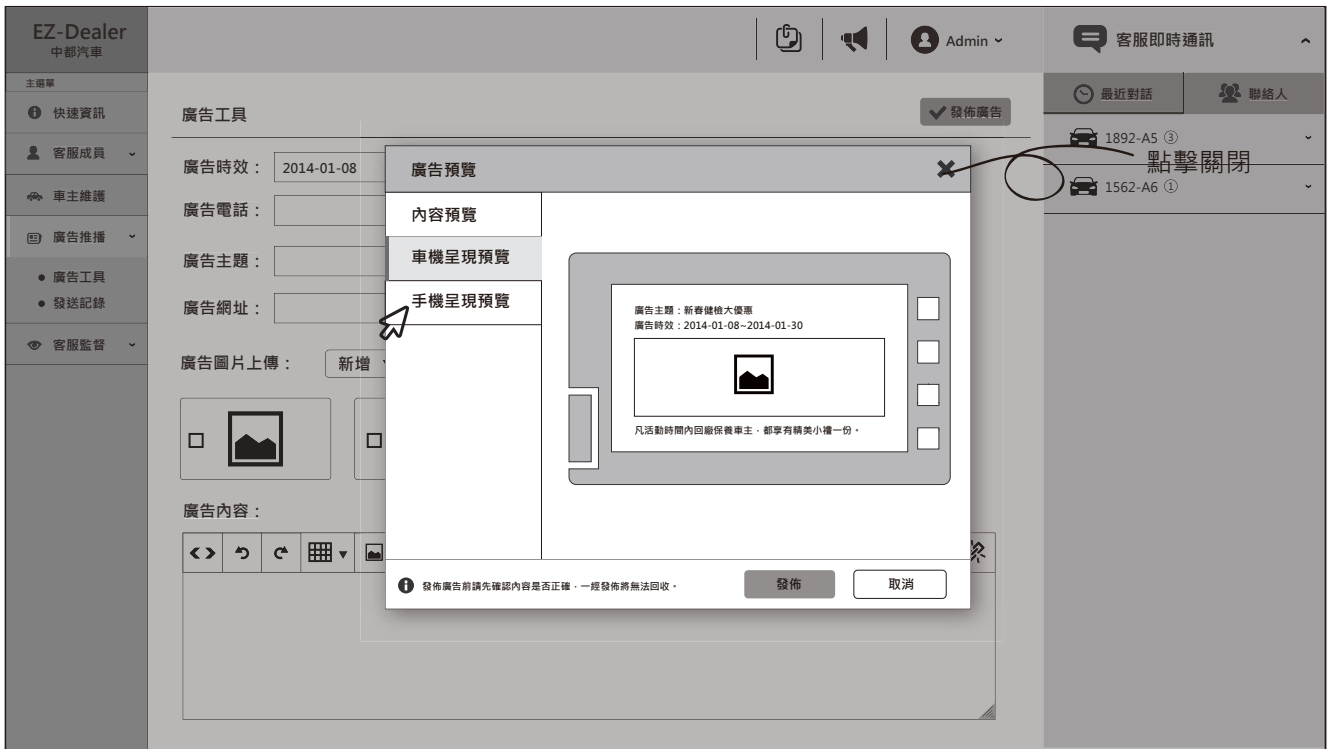 EZ-Dealer
中都汽車
Admin
客服即時通訊
主選單
快速資訊
客服成員
車主維護
廣告推播
廣告工具
發送記錄
客服監督
最近對話
聯絡人
1892-A5 ③
1562-A6 ①
點擊關閉
廣告工具
發佈廣告
廣告時效：
2014-01-08
廣告電話：
廣告主題：
廣告網址：
廣告圖片上傳：
新增
廣告內容：
廣告預覽
內容預覽
車機呈現預覽
手機呈現預覽
廣告主題：新春健檢大優惠
廣告時效：2014-01-08~2014-01-30
凡活動時間內回廠保養車主，都享有精美小禮一份。
發佈廣告前請先確認內容是否正確，一經發佈將無法回收。
發佈
取消